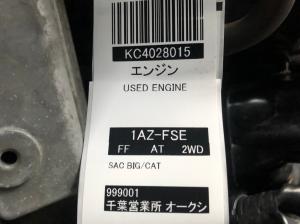 KC4028015
エンジン
USED ENGINE
1AZ-FSE
FF AT 2WD
SAC BIG/CAT
999001
千葉営業所 オークシ